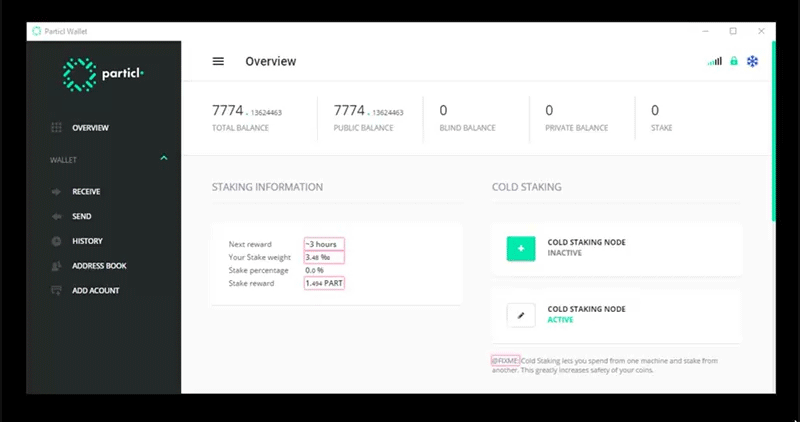 Particl Wallet
particl
Overview
7774 . 13624463
TOTAL BALANCE
7774 . 13624463
PUBLIC BALANCE
0
BLIND BALANCE
0
PRIVATE BALANCE
0
STAKE
OVERVIEW
WALLET
RECEIVE
SEND
HISTORY
ADDRESS BOOK
ADD ACOUNT
STAKING INFORMATION
Next reward ~3 hours
Your Stake weight 3.48 ‰
Stake percentage 0.0 %
Stake reward 1.494 PART
COLD STAKING
COLD STAKING NODE
INACTIVE
COLD STAKING NODE
ACTIVE
@FIXME: Cold Staking lets you spend from one machine and stake from
another. This greatly increases safety of your coins.